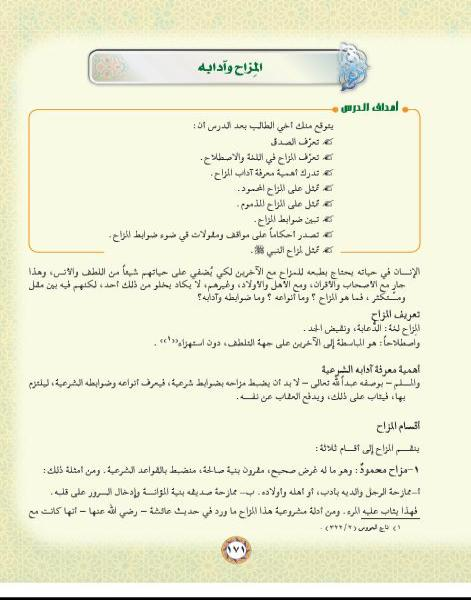 المِزاح وآدابه
أهداف الدرس
يتوقع منك أخي الطالب بعد الدرس أن:
تعرّف الصدق
تعرّف المزاح في اللغة والاصطلاح.
تدرك أهمية معرفة آداب المزاح.
تمثل على المزاح المحمود.
تمثل على المزاح المذموم.
تبين ضوابط المزاح.
تصدر أحكاماً على مواقف ومقولات في ضوء ضوابط المزاح.
تمثل لمزاح النبي ﷺ.
الإنسان في حياته يحتاج بطبعه للمزاح مع الآخرين لكي يُضفي على حياتهم شيئاً من اللطف والأنس، وهذا
جارٍ مع الأصحاب والأقران، ومع الأهل والأولاد، وغيرهم، لا يكاد يخلو من ذلك أحد، لكنهم فيه بين مقل
ومستكثر، فما هو المزاح ؟ وما أنواعه ؟ وما ضوابطه وآدابه؟
تعريف المزاح
المِزاح لغة: الدُّعابة، ونقيض الجد.
واصطلاحاً: هو المباسطة إلى الآخرين على جهة التلطف، دون استهزاء«(١)» .
أهمية معرفة آدابه الشرعية
والمسلم – بوصفه عبداً لله تعالى – لا بد أن يضبط مزاحه بضوابط شرعية، فيعرف أنواعه وضوابطه الشرعية، ليلتزم
بها، فيثاب على ذلك، ويدفع العقاب عن نفسه.
أقسام المزاح
ينقسم المزاح إلى أقسام ثلاثة:
١-مزاح محمودٌ: وهو ما له غرض صحيح، مقرون بنية صالحة، منضبط بالقواعد الشرعية. ومن أمثلة ذلك:
أ-ممازحة الرجل والديه بأدب، أو أهله وأولاده. ب- ممازحة صديقه بنية المؤانسة وإدخال السرور على قلبه.
فهذا يثاب عليه المرء. ومن أدلة مشروعية هذا المزاح ما ورد في حديث عائشة – رضي الله عنها – أنها كانت مع
١) تاج العروس (٣٢٢/٢) .
١٧١